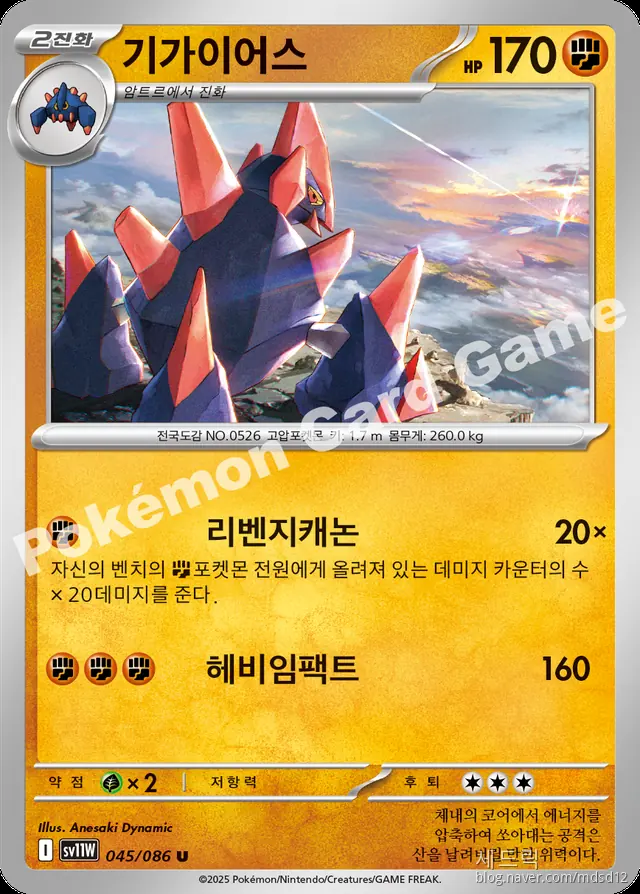 2진화
기가이어스
HP 170
암트르에서 진화
전국도감 NO.0526 고압포켓몬 키: 1.7 m 몸무게: 260.0 kg
Pokémon Card Game
리벤지캐논 20×
자신의 벤치의 포켓몬 전원에게 올려져 있는 데미지 카운터의 수
×20데미지를 준다.
헤비임팩트 160
약점 ×2 저항력 후퇴
Illus. Anesaki Dynamic
I sv11W 045/086 U
체내의 코어에서 에너지를
압축하여 쏘아대는 공격은
산을 날려버릴 만큼 위력이다.
세드릭
blog.naver.com/mdsd12
©2025 Pokémon/Nintendo/Creatures/GAME FREAK.